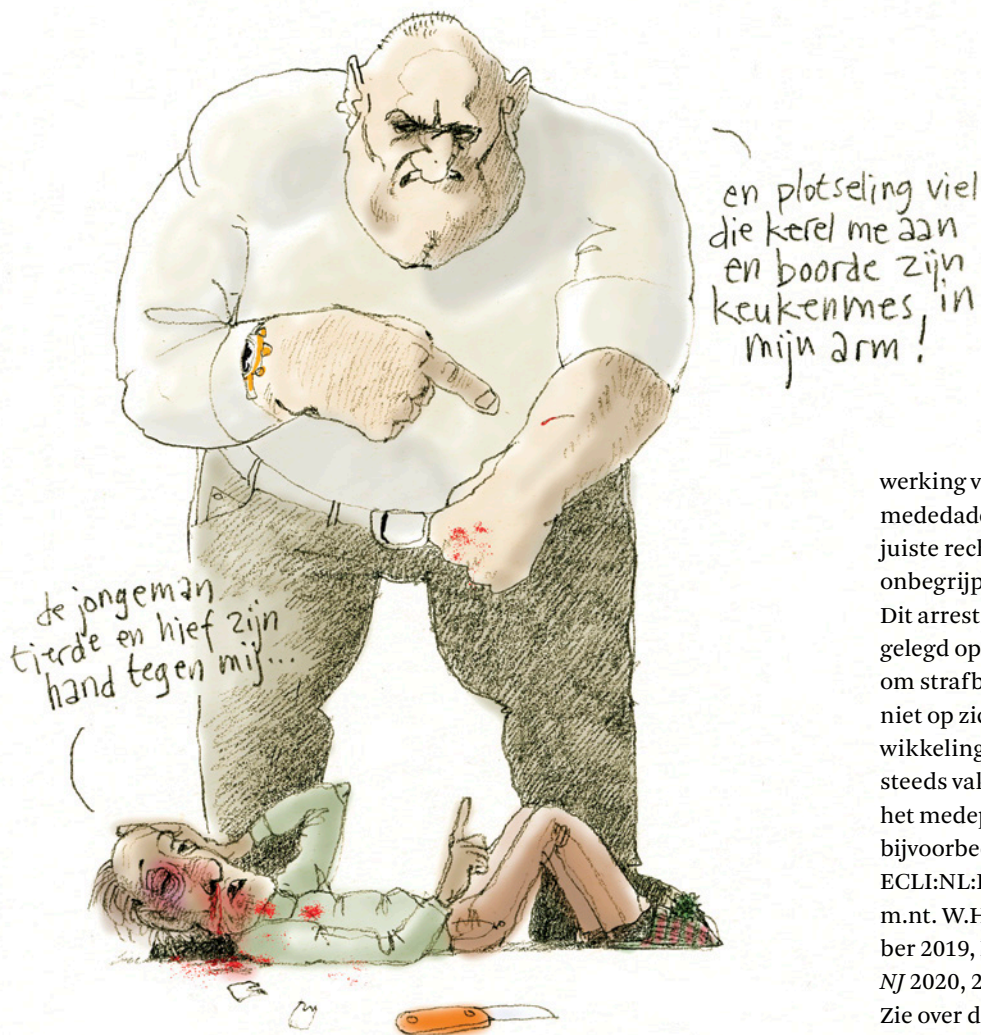 en plotseling viel
die kerel me aan
en boorde zijn
keukenmes in
mijn arm!
de jongeman
tierde en hief zijn
hand tegen mij...
werking v
mededade
juiste rech
onbegrijp
Dit arrest
gelegd op
om strafb
niet op zic
wikkeling
steeds val
het medep
bijvoorbee
ECLI:NL:
m.nt. W.H
ber 2019,
NJ 2020, 2
Zie over d